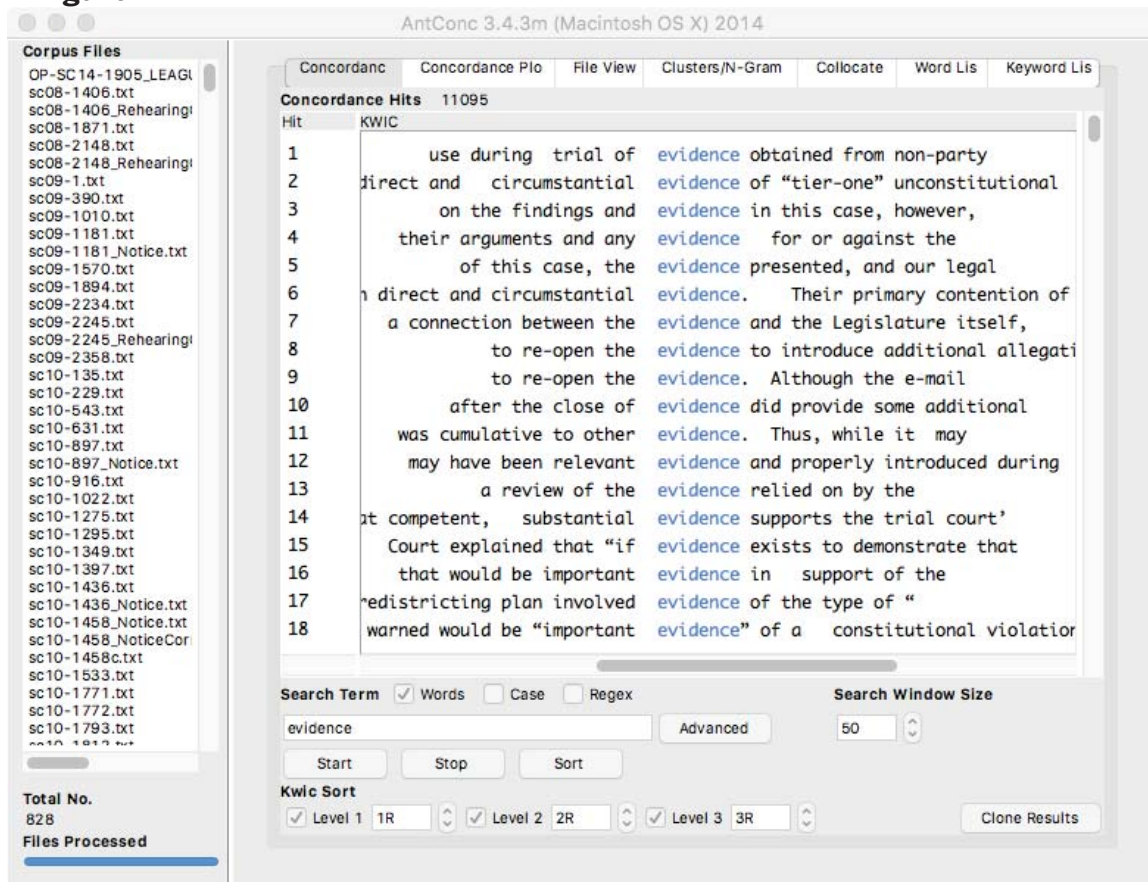 AntConc 3.4.3m (Macintosh OS X) 2014
Corpus Files
OP-SC14-1905_LEAGU
sc08-1406.txt
sc08-1406_Rehearing
sc08-1871.txt
sc08-2148.txt
sc08-2148_Rehearing
sc09-1.txt
sc09-390.txt
sc09-1010.txt
sc09-1181.txt
sc09-1181_Notice.txt
sc09-1570.txt
sc09-1894.txt
sc09-2234.txt
sc09-2245.txt
sc09-2245_Rehearing
sc09-2358.txt
sc10-135.txt
sc10-229.txt
sc10-543.txt
sc10-631.txt
sc10-897.txt
sc10-897_Notice.txt
sc10-916.txt
sc10-1022.txt
sc10-1275.txt
sc10-1295.txt
sc10-1349.txt
sc10-1397.txt
sc10-1436.txt
sc10-1436_Notice.txt
sc10-1458_Notice.txt
sc10-1458_NoticeCor
sc10-1458c.txt
sc10-1533.txt
sc10-1771.txt
sc10-1772.txt
sc10-1793.txt
Total No.
828
Files Processed
Concordanc Concordance Plo File View Clusters/N-Gram Collocate Word Lis Keyword Lis
Concordance Hits 11095
Hit KWIC
1 use during trial of evidence obtained from non-party
2 direct and circumstantial evidence of “tier-one” unconstitutional
3 on the findings and evidence in this case, however,
4 their arguments and any evidence for or against the
5 of this case, the evidence presented, and our legal
6 n direct and circumstantial evidence. Their primary contention of
7 a connection between the evidence and the Legislature itself,
8 to re-open the evidence to introduce additional allegati
9 to re-open the evidence. Although the e-mail
10 after the close of evidence did provide some additional
11 was cumulative to other evidence. Thus, while it may
12 may have been relevant evidence and properly introduced during
13 a review of the evidence relied on by the
14 at competent, substantial evidence supports the trial court’
15 Court explained that “if evidence exists to demonstrate that
16 that would be important evidence in support of the
17 redistricting plan involved evidence of the type of “
18 warned would be “important evidence” of a constitutional violation
Search Term Words Case Regex Search Window Size
evidence Advanced 50
Start Stop Sort
Kwic Sort
Level 1 1R Level 2 2R Level 3 3R Clone Results